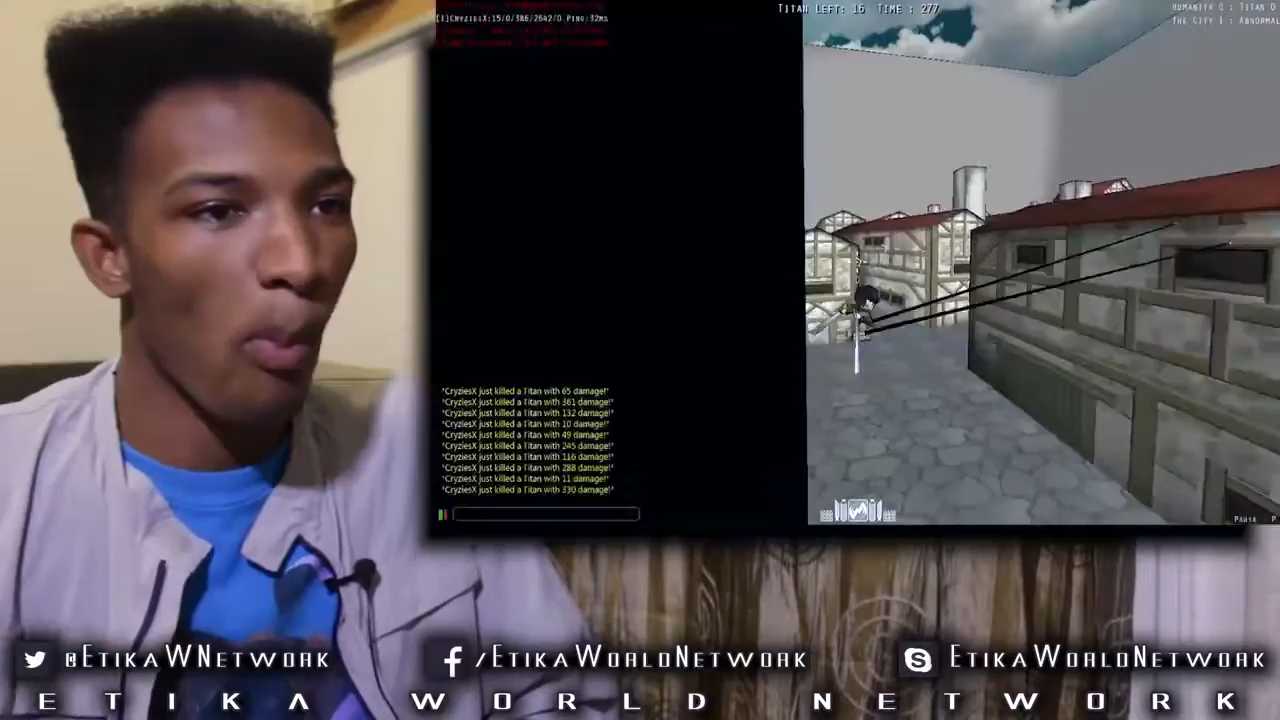 [1]CryziesX:15/0/386/2642/0 Ping:32ms
Titan Left: 16 Time : 277
Humanity 0 : Titan 0
The City I : Abnormal
*CryziesX just killed a Titan with 65 damage!*
*CryziesX just killed a Titan with 361 damage!*
*CryziesX just killed a Titan with 132 damage!*
*CryziesX just killed a Titan with 10 damage!*
*CryziesX just killed a Titan with 49 damage!*
*CryziesX just killed a Titan with 245 damage!*
*CryziesX just killed a Titan with 116 damage!*
*CryziesX just killed a Titan with 288 damage!*
*CryziesX just killed a Titan with 11 damage!*
*CryziesX just killed a Titan with 330 damage!*
Pause P
@EtikaWNetwork
/EtikaWorldNetwork
EtikaWorldNetwork
ETIKA WORLD NETWORK